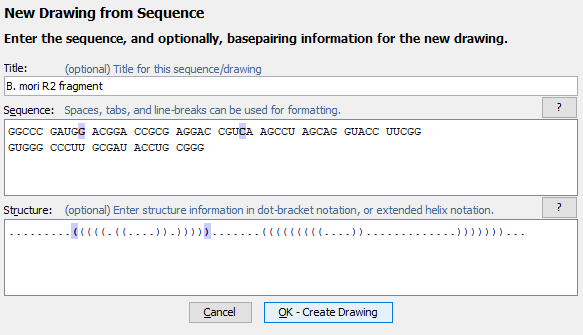 New Drawing from Sequence
Enter the sequence, and optionally, basepairing information for the new drawing.
Title: (optional) Title for this sequence/drawing
B. mori R2 fragment
Sequence: Spaces, tabs, and line-breaks can be used for formatting. ?
GGCCC GAUGG ACGGA CCGCG AGGAC CGUCA AGCCU AGCAG GUACC UUCGG
GUGGG CCCUU GCGAU ACCUG CGGG
Structure: (optional) Enter structure information in dot-bracket notation, or extended helix notation. ?
.........(((((.((....)).))))).......(((((((((....)).............)))))))...
Cancel OK - Create Drawing